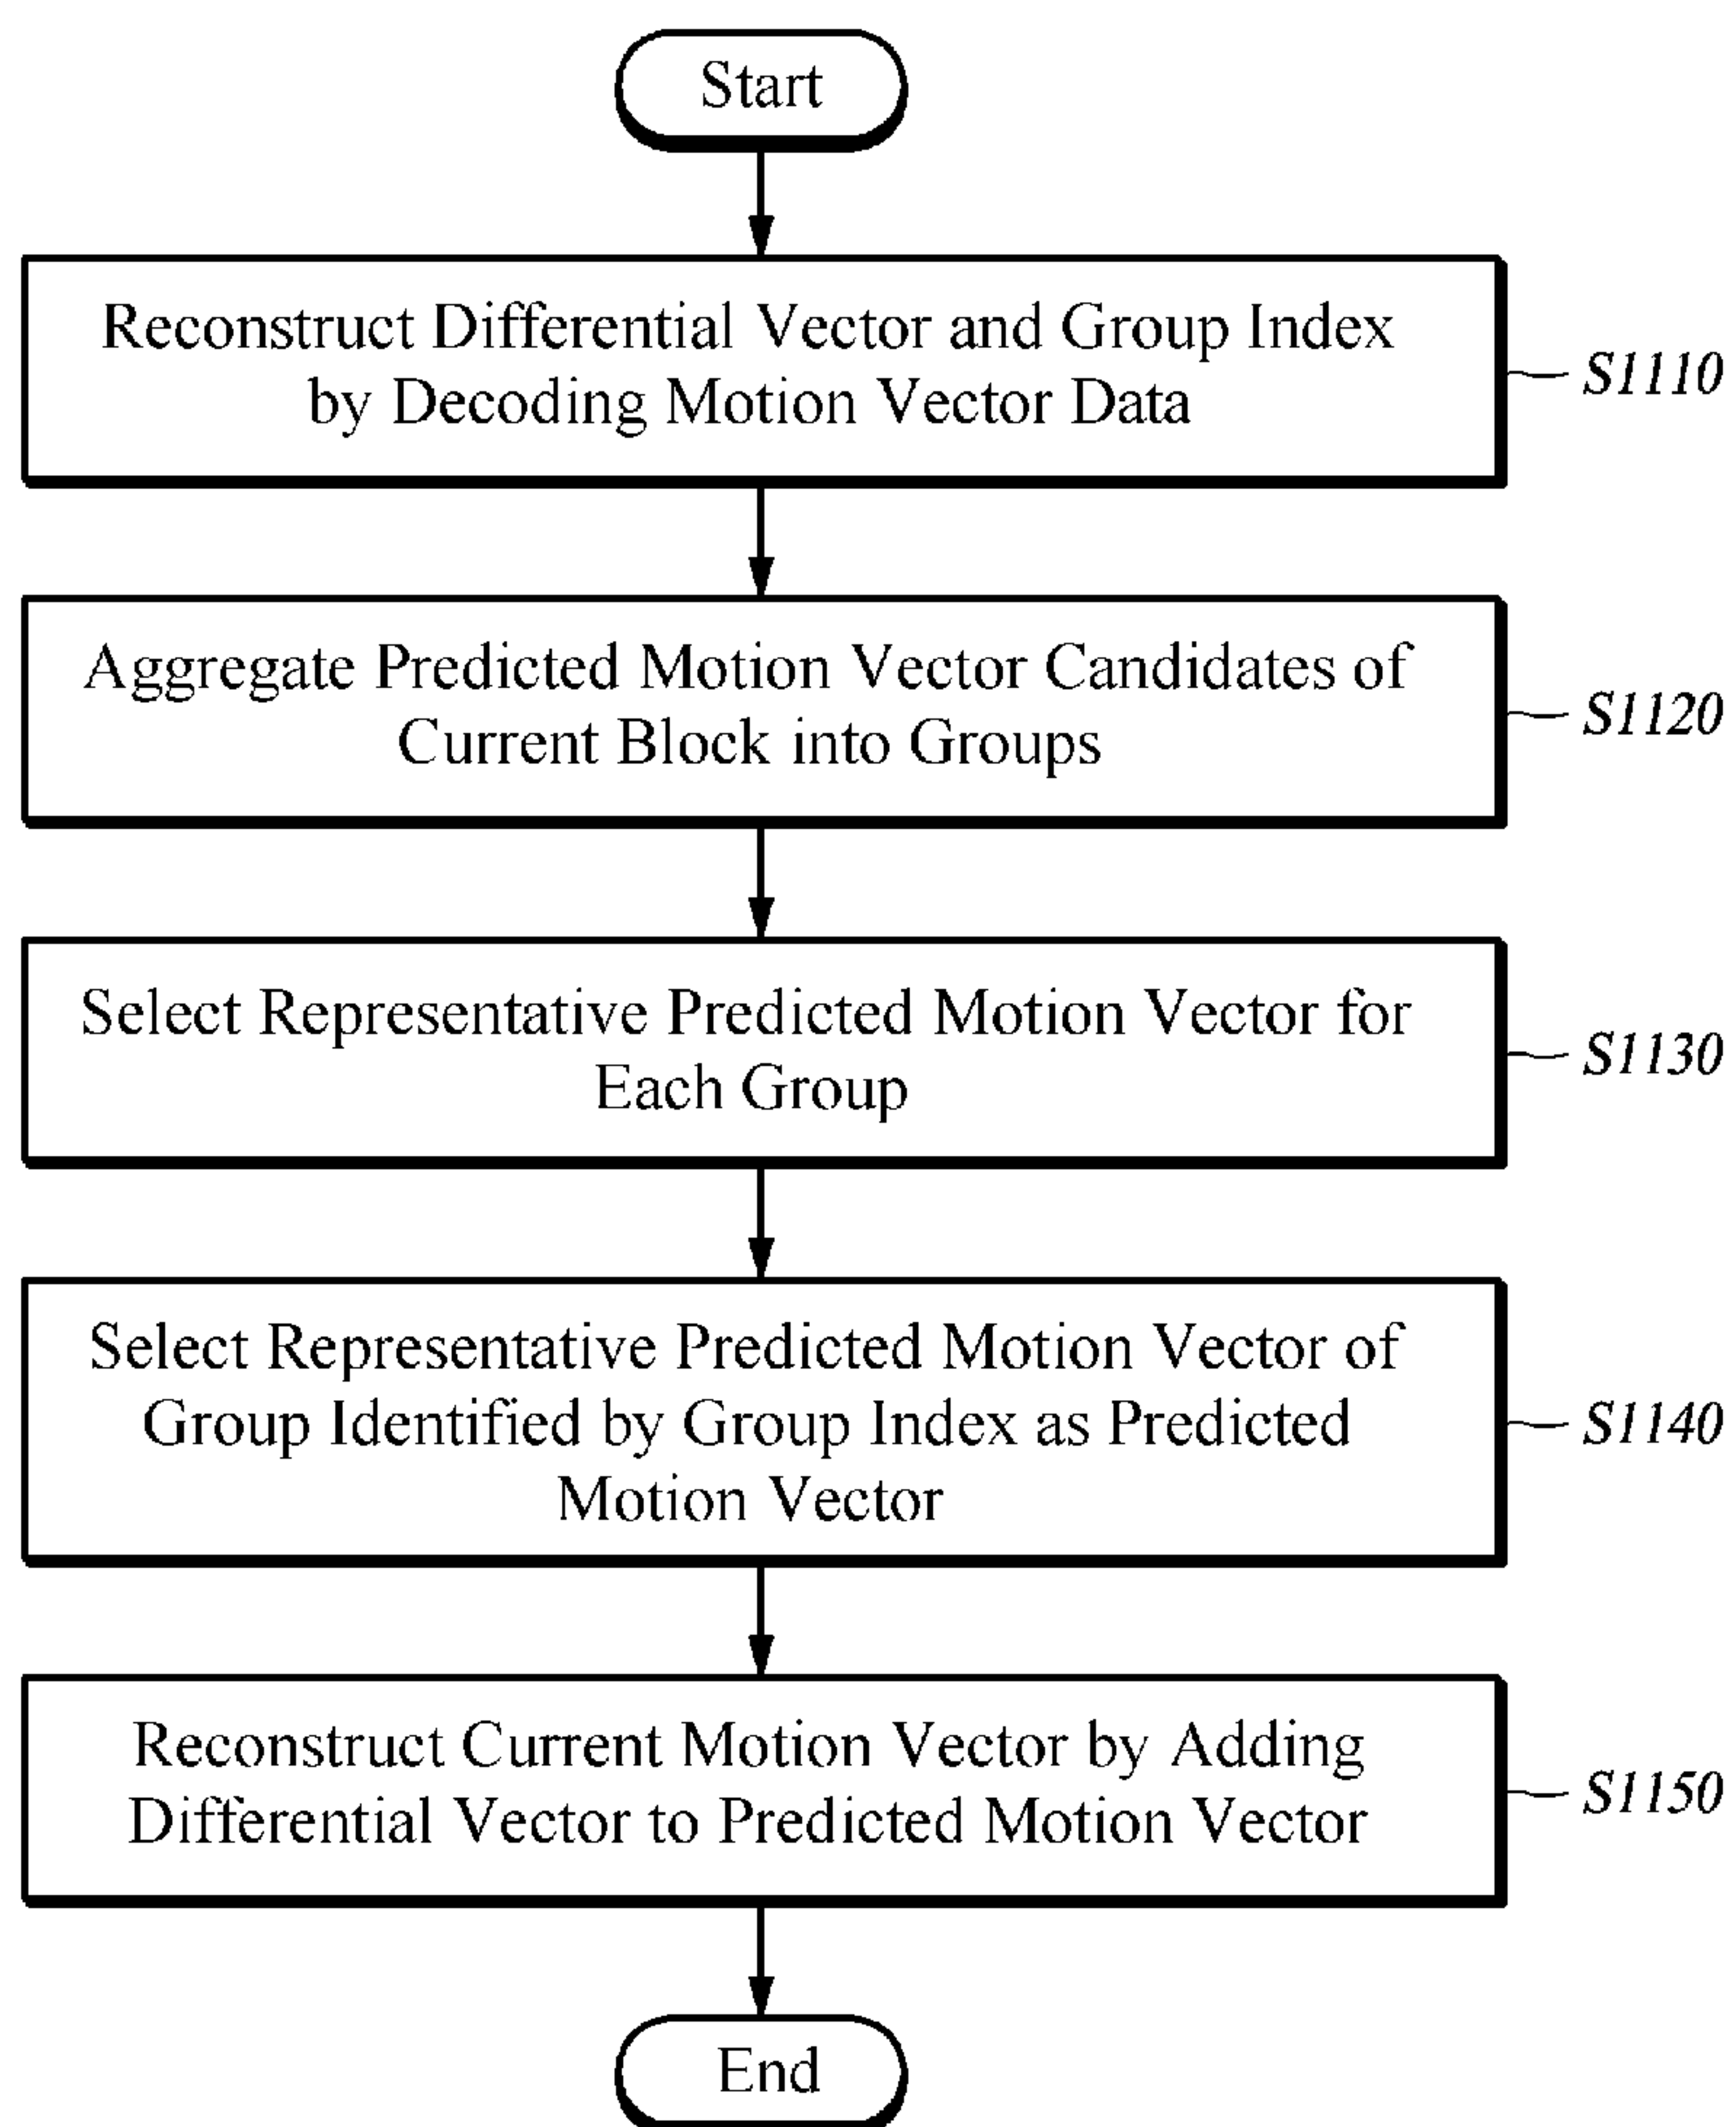 Start
Reconstruct Differential Vector and Group Index
by Decoding Motion Vector Data
S1110
Aggregate Predicted Motion Vector Candidates of
Current Block into Groups
S1120
Select Representative Predicted Motion Vector for
Each Group
S1130
Select Representative Predicted Motion Vector of
Group Identified by Group Index as Predicted
Motion Vector
S1140
Reconstruct Current Motion Vector by Adding
Differential Vector to Predicted Motion Vector
S1150
End